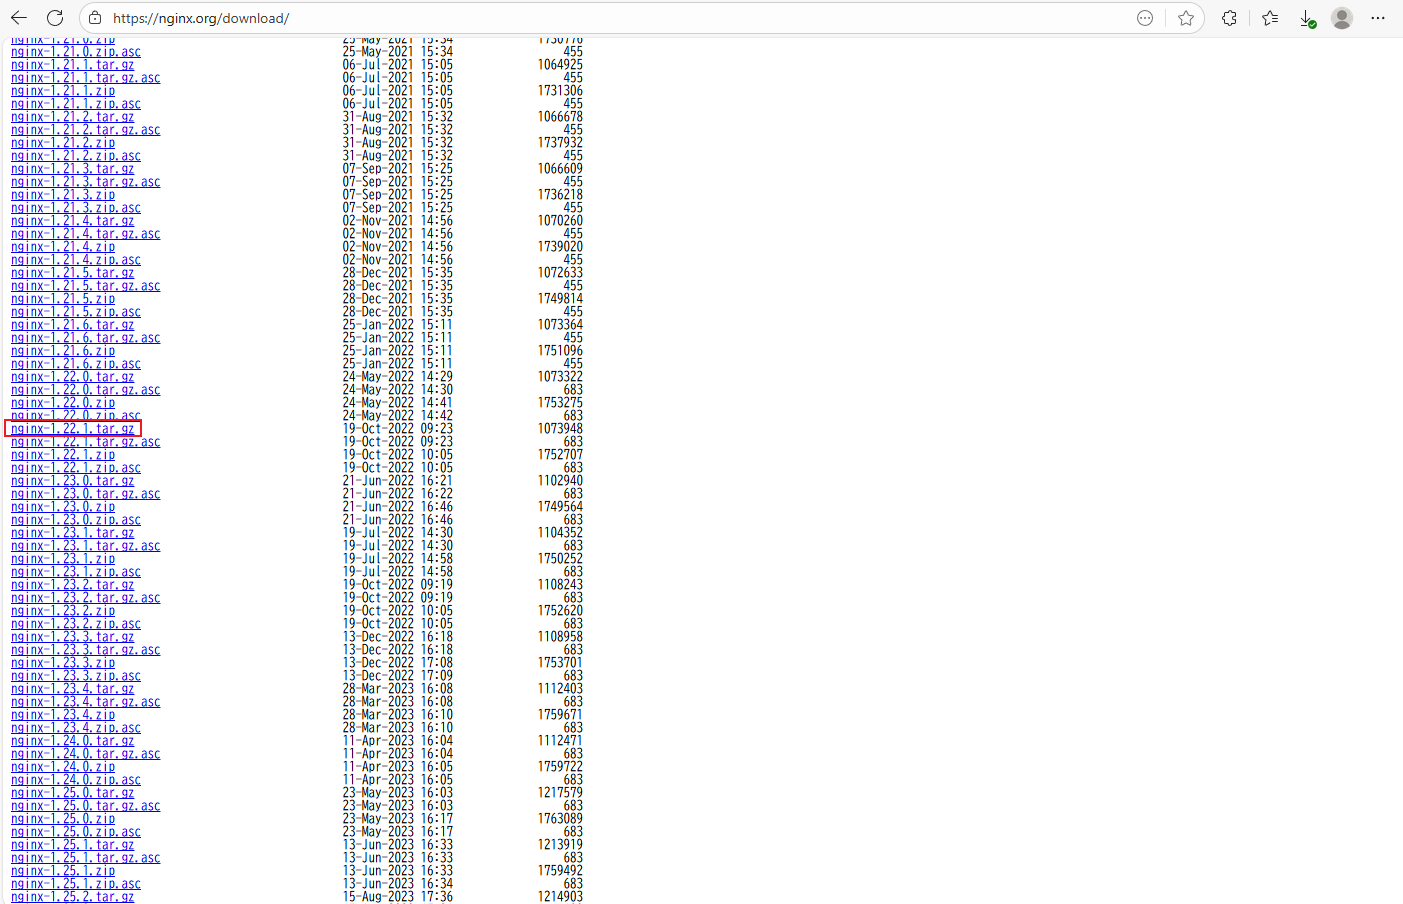 https://nginx.org/download/
nginx-1.21.0.zip 25-May-2021 15:34 1730776
nginx-1.21.0.zip.asc 25-May-2021 15:34 455
nginx-1.21.1.tar.gz 06-Jul-2021 15:05 1064925
nginx-1.21.1.tar.gz.asc 06-Jul-2021 15:05 455
nginx-1.21.1.zip 06-Jul-2021 15:05 1731306
nginx-1.21.1.zip.asc 06-Jul-2021 15:05 455
nginx-1.21.2.tar.gz 31-Aug-2021 15:32 1066678
nginx-1.21.2.tar.gz.asc 31-Aug-2021 15:32 455
nginx-1.21.2.zip 31-Aug-2021 15:32 1737932
nginx-1.21.2.zip.asc 31-Aug-2021 15:32 455
nginx-1.21.3.tar.gz 07-Sep-2021 15:25 1066609
nginx-1.21.3.tar.gz.asc 07-Sep-2021 15:25 455
nginx-1.21.3.zip 07-Sep-2021 15:25 1736218
nginx-1.21.3.zip.asc 07-Sep-2021 15:25 455
nginx-1.21.4.tar.gz 02-Nov-2021 14:56 1070260
nginx-1.21.4.tar.gz.asc 02-Nov-2021 14:56 455
nginx-1.21.4.zip 02-Nov-2021 14:56 1739020
nginx-1.21.4.zip.asc 02-Nov-2021 14:56 455
nginx-1.21.5.tar.gz 28-Dec-2021 15:35 1072633
nginx-1.21.5.tar.gz.asc 28-Dec-2021 15:35 455
nginx-1.21.5.zip 28-Dec-2021 15:35 1749814
nginx-1.21.5.zip.asc 28-Dec-2021 15:35 455
nginx-1.21.6.tar.gz 25-Jan-2022 15:11 1073364
nginx-1.21.6.tar.gz.asc 25-Jan-2022 15:11 455
nginx-1.21.6.zip 25-Jan-2022 15:11 1751096
nginx-1.21.6.zip.asc 25-Jan-2022 15:11 455
nginx-1.22.0.tar.gz 24-May-2022 14:29 1073322
nginx-1.22.0.tar.gz.asc 24-May-2022 14:30 683
nginx-1.22.0.zip 24-May-2022 14:41 1753275
nginx-1.22.0.zip.asc 24-May-2022 14:42 683
nginx-1.22.1.tar.gz 19-Oct-2022 09:23 1073948
nginx-1.22.1.tar.gz.asc 19-Oct-2022 09:23 683
nginx-1.22.1.zip 19-Oct-2022 10:05 1752707
nginx-1.22.1.zip.asc 19-Oct-2022 10:05 683
nginx-1.23.0.tar.gz 21-Jun-2022 16:21 1102940
nginx-1.23.0.tar.gz.asc 21-Jun-2022 16:22 683
nginx-1.23.0.zip 21-Jun-2022 16:46 1749564
nginx-1.23.0.zip.asc 21-Jun-2022 16:46 683
nginx-1.23.1.tar.gz 19-Jul-2022 14:30 1104352
nginx-1.23.1.tar.gz.asc 19-Jul-2022 14:30 683
nginx-1.23.1.zip 19-Jul-2022 14:58 1750252
nginx-1.23.1.zip.asc 19-Jul-2022 14:58 683
nginx-1.23.2.tar.gz 19-Oct-2022 09:19 1108243
nginx-1.23.2.tar.gz.asc 19-Oct-2022 09:19 683
nginx-1.23.2.zip 19-Oct-2022 10:05 1752620
nginx-1.23.2.zip.asc 19-Oct-2022 10:05 683
nginx-1.23.3.tar.gz 13-Dec-2022 16:18 1108958
nginx-1.23.3.tar.gz.asc 13-Dec-2022 16:18 683
nginx-1.23.3.zip 13-Dec-2022 17:08 1753701
nginx-1.23.3.zip.asc 13-Dec-2022 17:09 683
nginx-1.23.4.tar.gz 28-Mar-2023 16:08 1112403
nginx-1.23.4.tar.gz.asc 28-Mar-2023 16:08 683
nginx-1.23.4.zip 28-Mar-2023 16:10 1759671
nginx-1.23.4.zip.asc 28-Mar-2023 16:10 683
nginx-1.24.0.tar.gz 11-Apr-2023 16:04 1112471
nginx-1.24.0.tar.gz.asc 11-Apr-2023 16:04 683
nginx-1.24.0.zip 11-Apr-2023 16:05 1759722
nginx-1.24.0.zip.asc 11-Apr-2023 16:05 683
nginx-1.25.0.tar.gz 23-May-2023 16:03 1217579
nginx-1.25.0.tar.gz.asc 23-May-2023 16:03 683
nginx-1.25.0.zip 23-May-2023 16:17 1763089
nginx-1.25.0.zip.asc 23-May-2023 16:17 683
nginx-1.25.1.tar.gz 13-Jun-2023 16:33 1213919
nginx-1.25.1.tar.gz.asc 13-Jun-2023 16:33 683
nginx-1.25.1.zip 13-Jun-2023 16:33 1759492
nginx-1.25.1.zip.asc 13-Jun-2023 16:34 683
nginx-1.25.2.tar.gz 15-Aug-2023 17:36 1214903